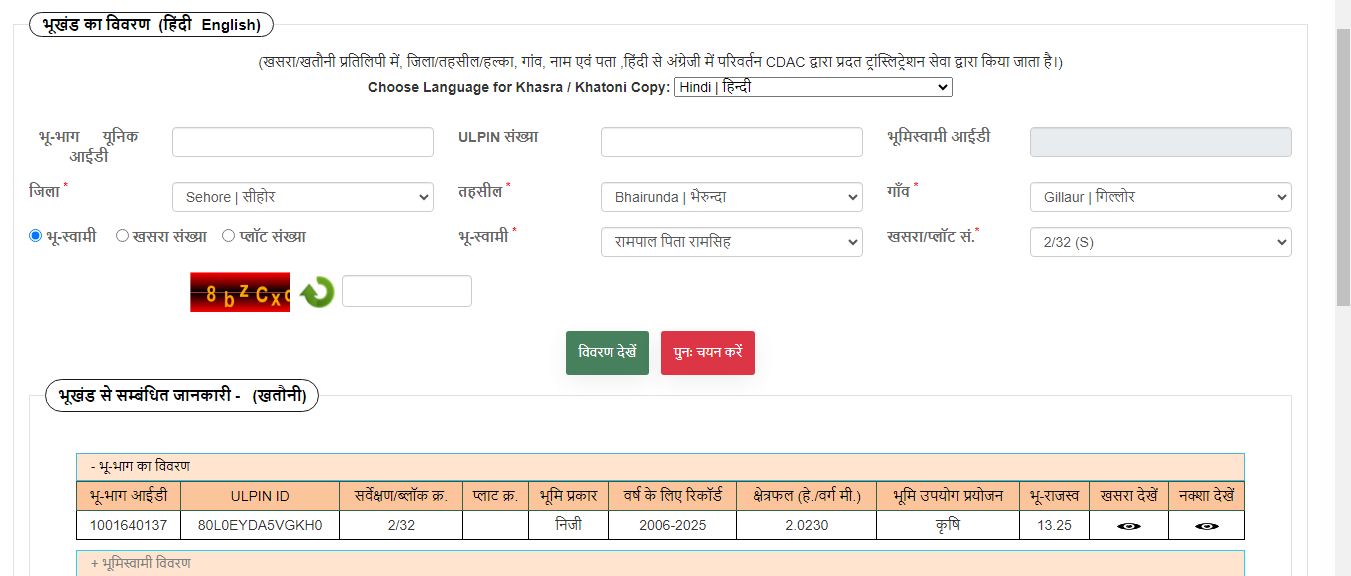 भूखंड का विवरण (हिंदी English)
(खसरा/खतौनी प्रतिलिपी में, जिला/तहसील/हल्का, गांव, नाम एवं पता ,हिंदी से अंग्रेजी में परिवर्तन CDAC द्वारा प्रदत ट्रांस्लिट्रेशन सेवा द्वारा किया जाता है।)
Choose Language for Khasra / Khatoni Copy: Hindi | हिन्दी
भू-भाग यूनिक आईडी
ULPIN संख्या
भूमिस्वामी आईडी
जिला * Sehore | सीहोर
तहसील * Bhairunda | भैरुन्दा
गाँव * Gillaur | गिल्लोर
भू-स्वामी खसरा संख्या प्लॉट संख्या
भू-स्वामी * रामपाल पिता रामसिह
खसरा/प्लॉट सं.* 2/32 (S)
8bzCxc
विवरण देखें पुनः चयन करें
भूखंड से सम्बंधित जानकारी - (खतौनी)
- भू-भाग का विवरण
भू-भाग आईडी ULPIN ID सर्वेक्षण/ब्लॉक क्र. प्लाट क्र. भूमि प्रकार वर्ष के लिए रिकॉर्ड क्षेत्रफल (हे./वर्ग मी.) भूमि उपयोग प्रयोजन भू-राजस्व खसरा देखें नक्शा देखें
1001640137 80L0EYDA5VGKH0 2/32 निजी 2006-2025 2.0230 कृषि 13.25
+ भूमिस्वामी विवरण